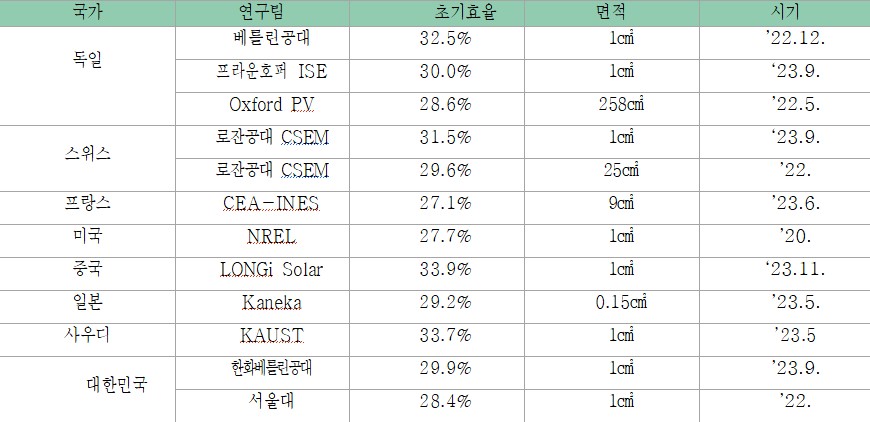 국가 연구팀 초기효율 면적 시기
독일 베를린공대 32.5% 1㎠ ’22.12.
프라운호퍼 ISE 30.0% 1㎠ ‘23.9.
Oxford PV 28.6% 258㎠ ’22.5.
스위스 로잔공대 CSEM 31.5% 1㎠ ‘23.9.
로잔공대 CSEM 29.6% 25㎠ ’22.
프랑스 CEA-INES 27.1% 9㎠ ’23.6.
미국 NREL 27.7% 1㎠ ’20.
중국 LONGi Solar 33.9% 1㎠ ‘23.11.
일본 Kaneka 29.2% 0.15㎠ ’23.5.
사우디 KAUST 33.7% 1㎠ ’23.5
대한민국 한화베를린공대 29.9% 1㎠ ’23.9.
서울대 28.4% 1㎠ ’22.